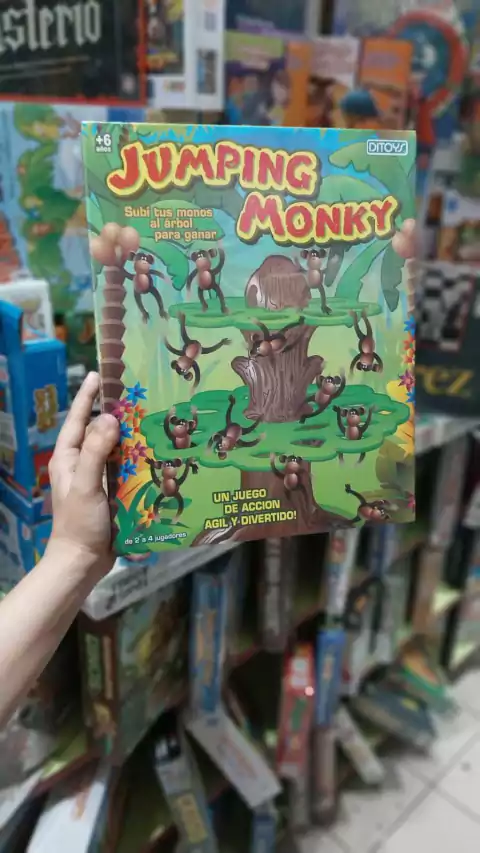 +6
años
DITOYS
JUMPING
MONKY
Subí tus monos
al árbol
para ganar
UN JUEGO
DE ACCION
AGIL Y DIVERTIDO!
de 2 a 4 jugadores
sterio
rez